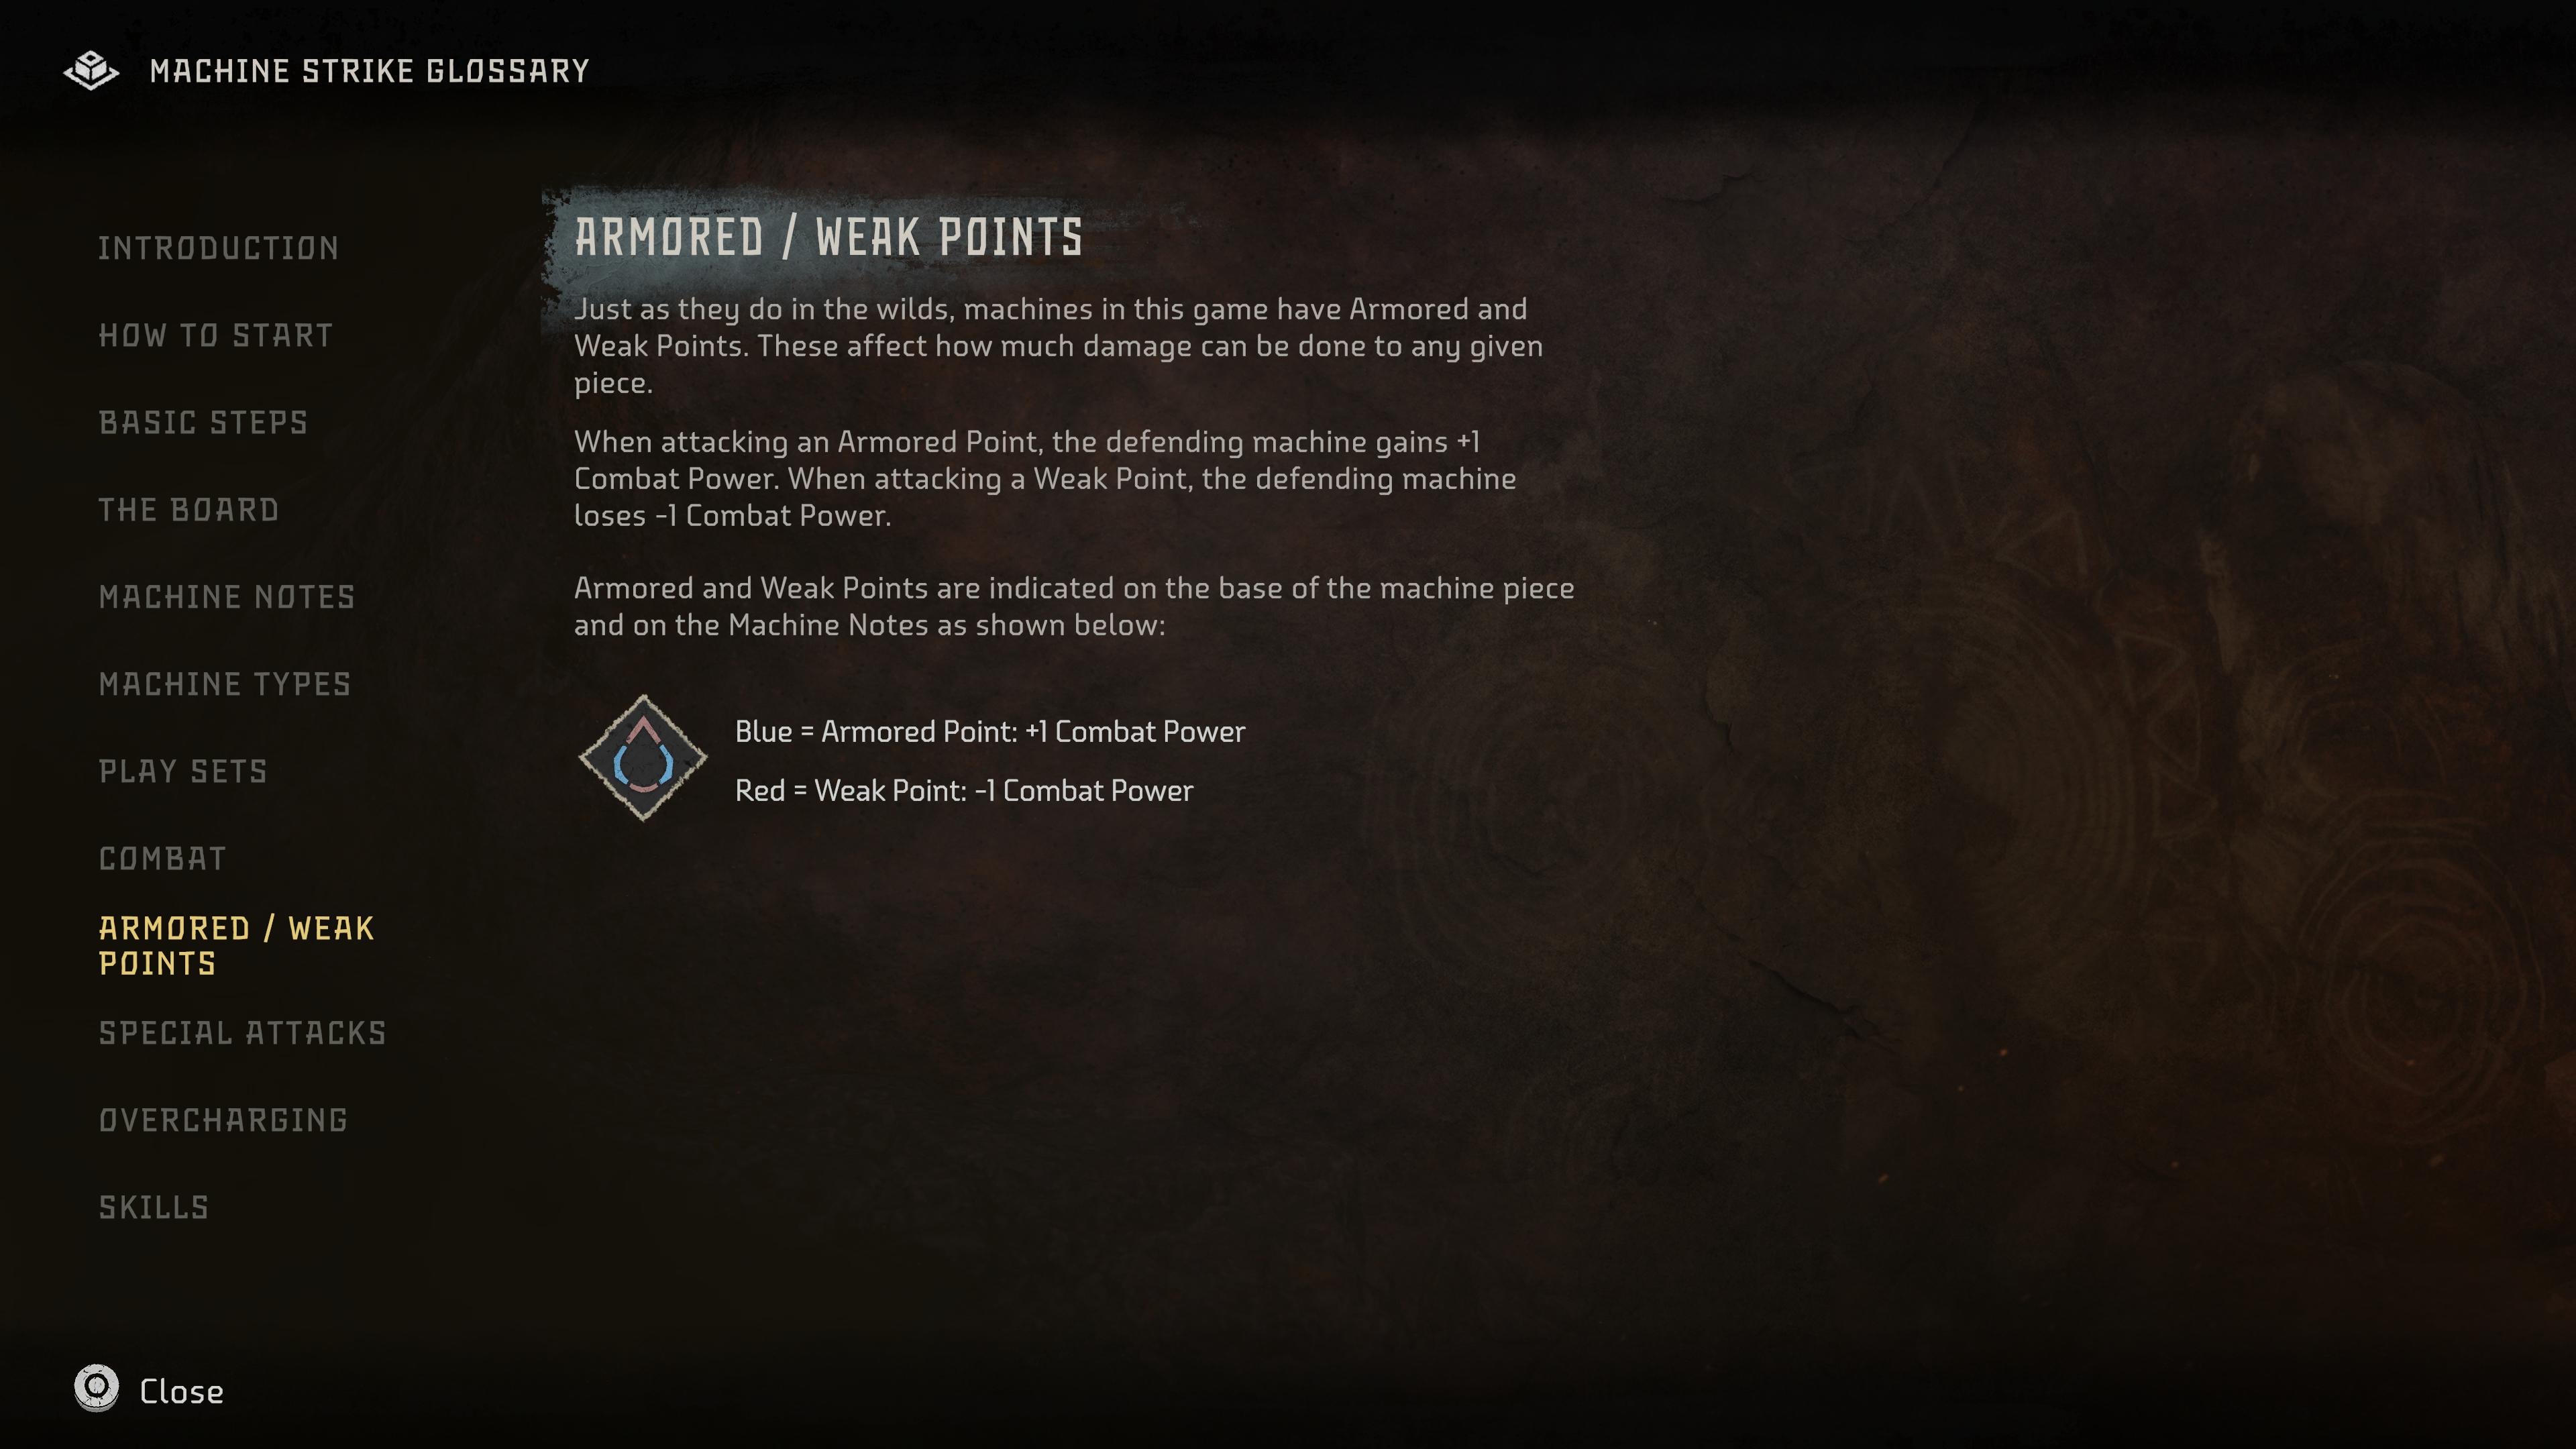 MACHINE STRIKE GLOSSARY
INTRODUCTION
HOW TO START
BASIC STEPS
THE BOARD
MACHINE NOTES
MACHINE TYPES
PLAY SETS
COMBAT
ARMORED / WEAK
POINTS
SPECIAL ATTACKS
OVERCHARGING
SKILLS
ARMORED / WEAK POINTS
Just as they do in the wilds, machines in this game have Armored and
Weak Points. These affect how much damage can be done to any given
piece.
When attacking an Armored Point, the defending machine gains +1
Combat Power. When attacking a Weak Point, the defending machine
loses -1 Combat Power.
Armored and Weak Points are indicated on the base of the machine piece
and on the Machine Notes as shown below:
Blue = Armored Point: +1 Combat Power
Red = Weak Point: -1 Combat Power
Close